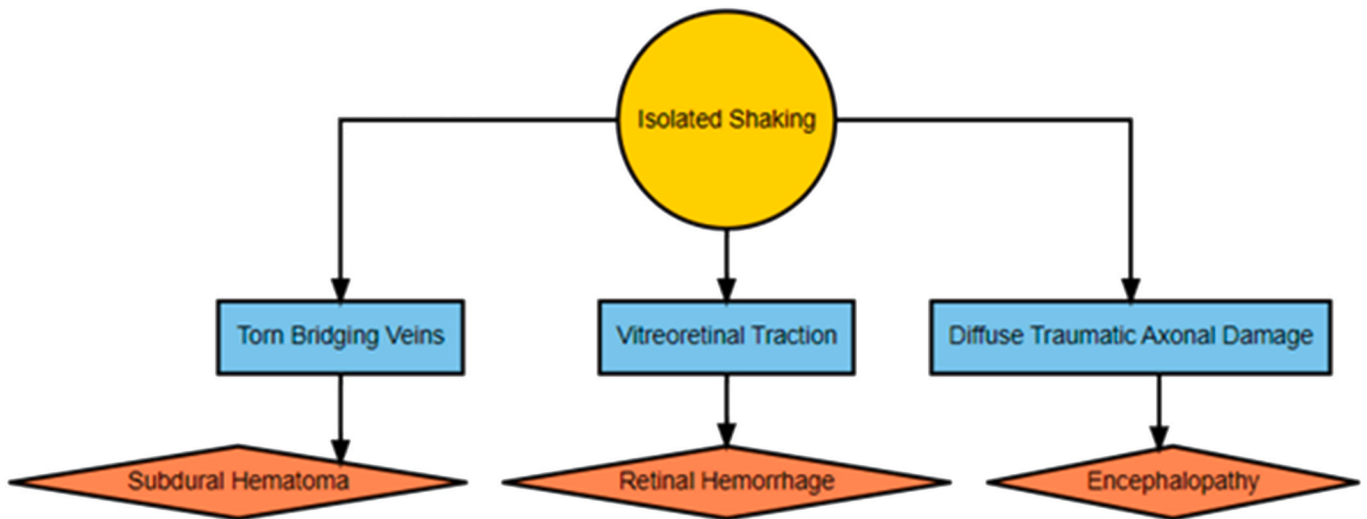 Isolated Shaking
Torn Bridging Veins
Vitreoretinal Traction
Diffuse Traumatic Axonal Damage
Subdural Hematoma
Retinal Hemorrhage
Encephalopathy